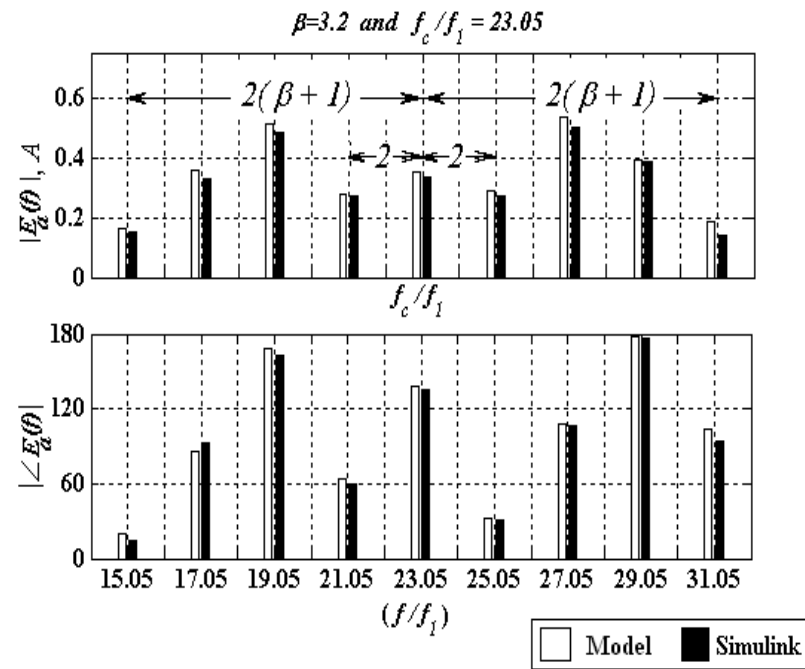 β=3.2 and f_c/f_1 = 23.05
|E_a(f)|, A
0.6
0.4
0.2
0
2(β + 1)
2(β + 1)
2
2
f_c/f_1
|∠E_a(f)|
180
120
60
0
15.05 17.05 19.05 21.05 23.05 25.05 27.05 29.05 31.05
(f/f_1)
Model Simulink